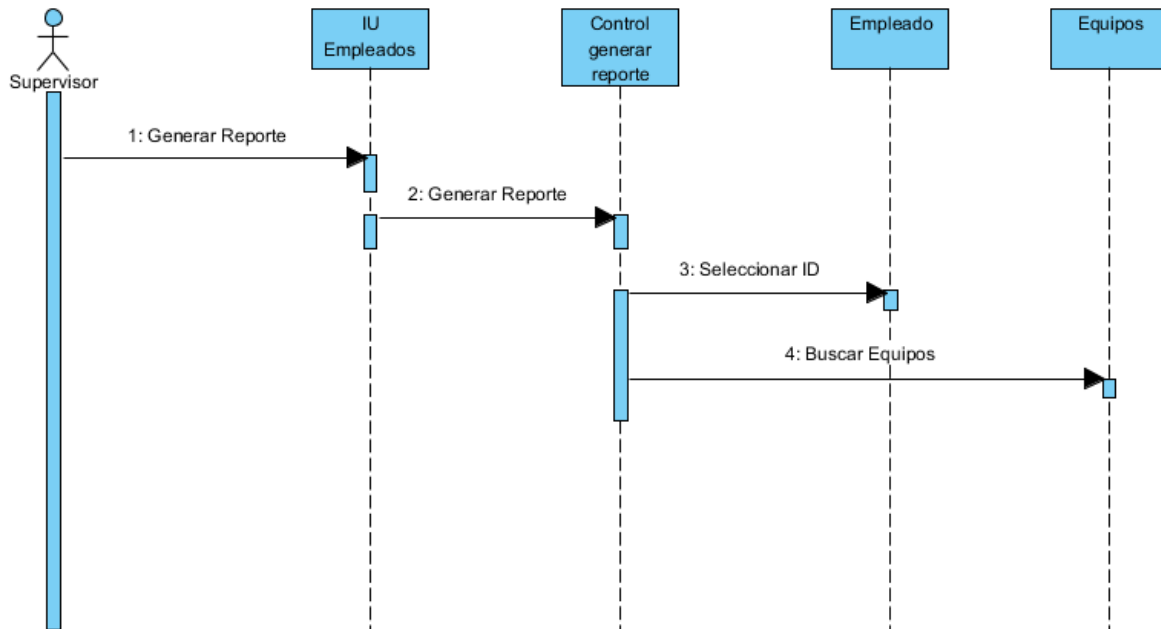 Supervisor
IU
Empleados
Control
generar
reporte
Empleado
Equipos
1: Generar Reporte
2: Generar Reporte
3: Seleccionar ID
4: Buscar Equipos